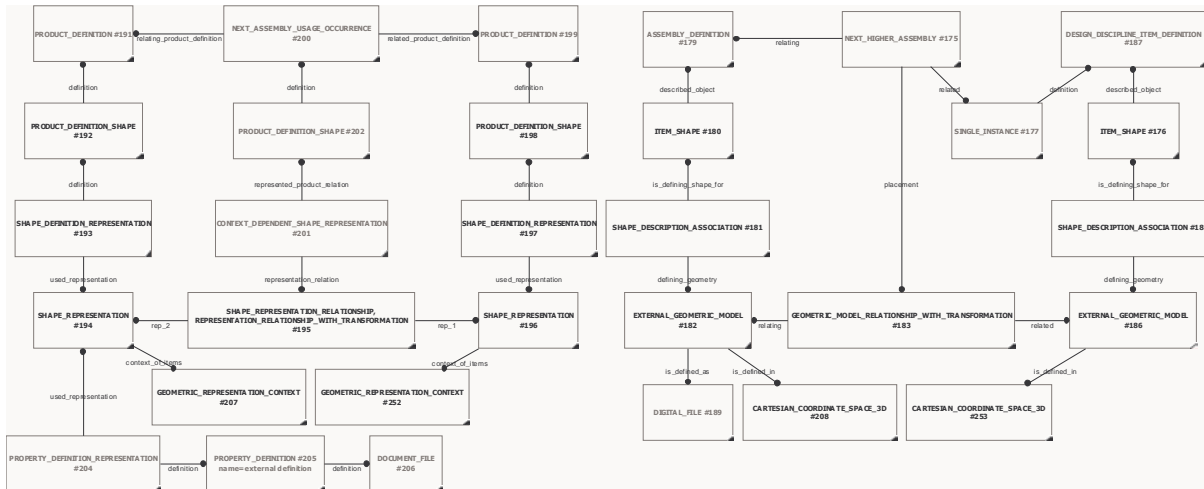 PRODUCT_DEFINITION #191
relating_product_definition
NEXT_ASSEMBLY_USAGE_OCCURRENCE
#200
related_product_definition
PRODUCT_DEFINITION #199
definition
definition
definition
PRODUCT_DEFINITION_SHAPE
#192
PRODUCT_DEFINITION_SHAPE #202
PRODUCT_DEFINITION_SHAPE
#198
definition
represented_product_relation
definition
SHAPE_DEFINITION_REPRESENTATION
#193
CONTEXT_DEPENDENT_SHAPE_REPRESENTATION
#201
SHAPE_DEFINITION_REPRESENTATION
#197
used_representation
representation_relation
used_representation
SHAPE_REPRESENTATION
#194
rep_2
SHAPE_REPRESENTATION_RELATIONSHIP,
REPRESENTATION_RELATIONSHIP_WITH_TRANSFORMATION
#195
rep_1
SHAPE_REPRESENTATION
#196
context_of_items
context_of_items
used_representation
GEOMETRIC_REPRESENTATION_CONTEXT
#207
GEOMETRIC_REPRESENTATION_CONTEXT
#252
PROPERTY_DEFINITION_REPRESENTATION
#204
definition
PROPERTY_DEFINITION #205
name=external definition
definition
DOCUMENT_FILE
#206
ASSEMBLY_DEFINITION
#179
relating
NEXT_HIGHER_ASSEMBLY #175
DESIGN_DISCIPLINE_ITEM_DEFINITION
#187
described_object
related
definition
described_object
ITEM_SHAPE #180
SINGLE_INSTANCE #177
ITEM_SHAPE #176
is_defining_shape_for
placement
is_defining_shape_for
SHAPE_DESCRIPTION_ASSOCIATION #181
SHAPE_DESCRIPTION_ASSOCIATION
defining_geometry
defining_geometry
EXTERNAL_GEOMETRIC_MODEL
#182
relating
GEOMETRIC_MODEL_RELATIONSHIP_WITH_TRANSFORMATION
#183
related
EXTERNAL_GEOMETRIC_MODEL
#186
is_defined_as
is_defined_in
is_defined_in
DIGITAL_FILE #189
CARTESIAN_COORDINATE_SPACE_3D
#208
CARTESIAN_COORDINATE_SPACE_3D
#253